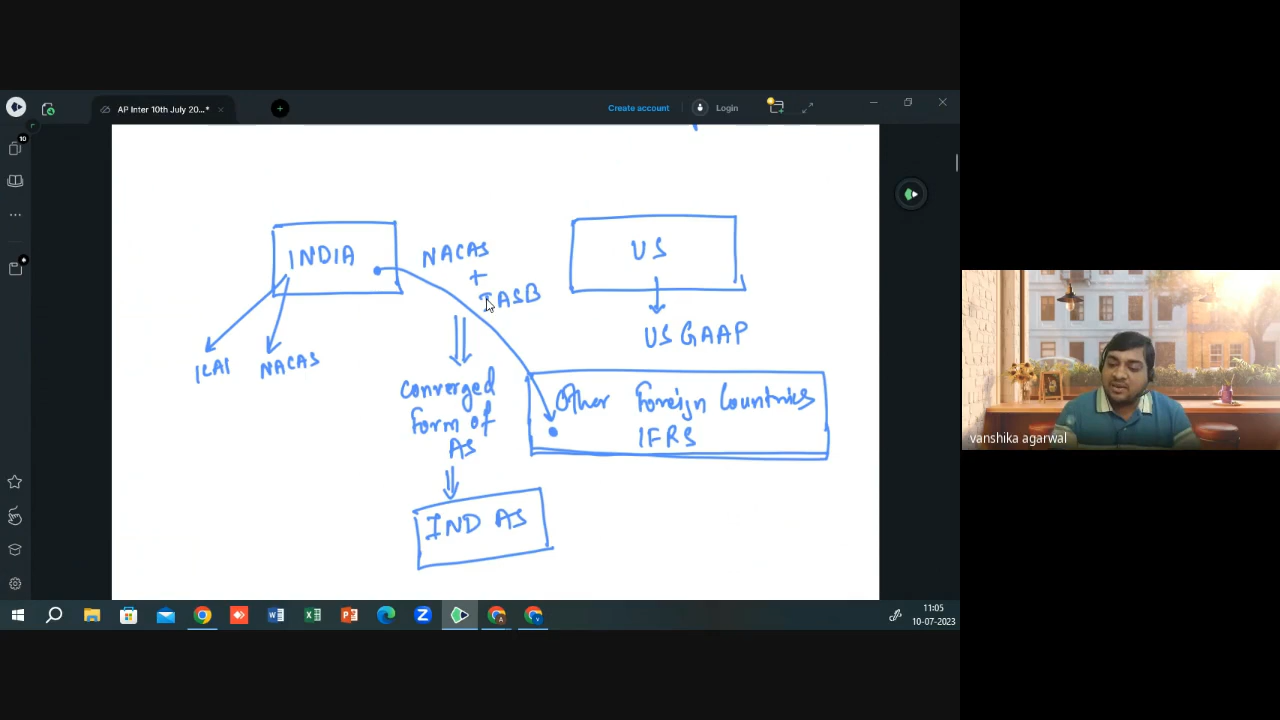 AP Inter 10th July 20...*
Create account
Login
10
INDIA
NACAS
+
IASB
US
US GAAP
ICAI
NACAS
Converged
form of
AS
Other Foreign Countries
IFRS
IND AS
vanshika agarwal
11:05
10-07-2023